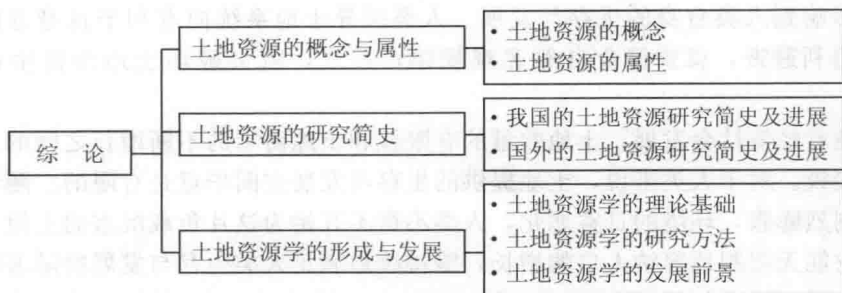 土地资源的概念与属性
• 土地资源的概念
• 土地资源的属性
综 论
土地资源的研究简史
• 我国的土地资源研究简史及进展
• 国外的土地资源研究简史及进展
土地资源学的形成与发展
• 土地资源学的理论基础
• 土地资源学的研究方法
• 土地资源学的发展前景